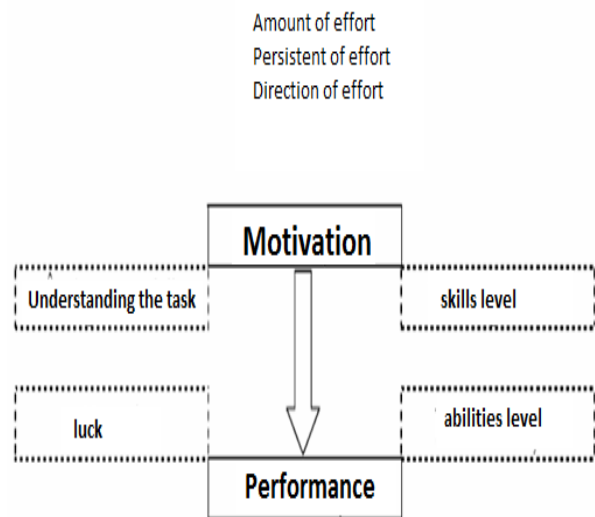 Amount of effort
Persistent of effort
Direction of effort
Motivation
Understanding the task
skills level
luck
abilities level
Performance